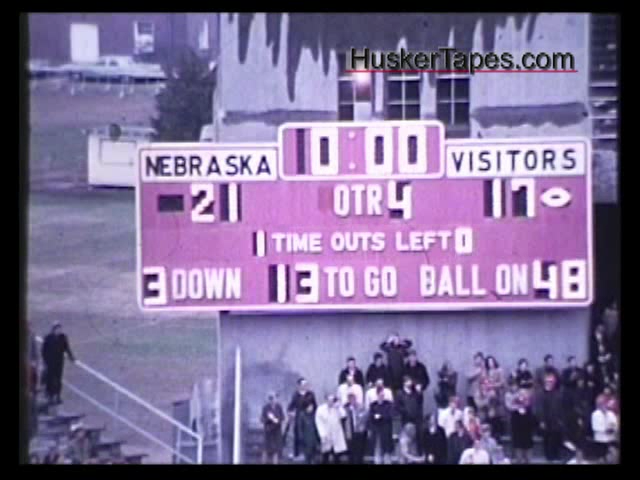 HuskerTapes.com
NEBRASKA 10:00 VISITORS
21 QTR 4 17
1 TIME OUTS LEFT 0
3 DOWN 13 TO GO BALL ON 48